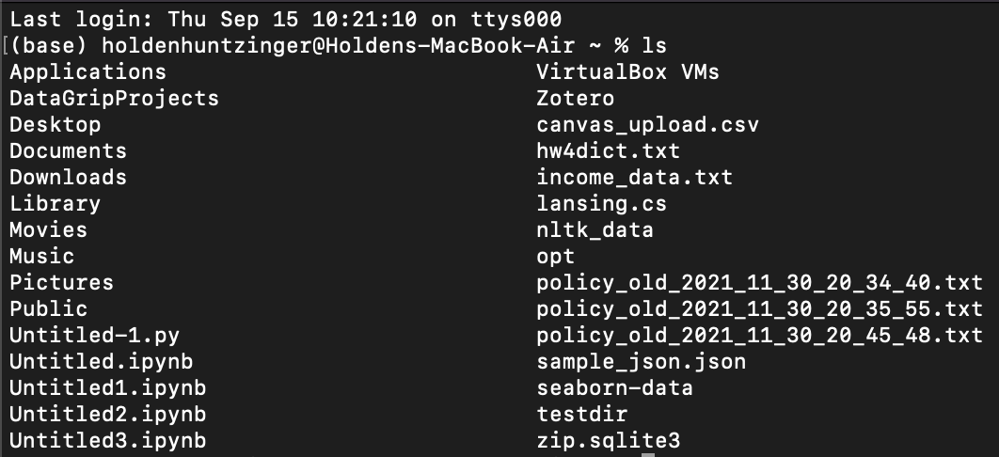 Last login: Thu Sep 15 10:21:10 on ttys000
[(base) holdenhuntzinger@Holdens-MacBook-Air ~ % ls
Applications VirtualBox VMs
DataGripProjects Zotero
Desktop canvas_upload.csv
Documents hw4dict.txt
Downloads income_data.txt
Library lansing.cs
Movies nltk_data
Music opt
Pictures policy_old_2021_11_30_20_34_40.txt
Public policy_old_2021_11_30_20_35_55.txt
Untitled-1.py policy_old_2021_11_30_20_45_48.txt
Untitled.ipynb sample_json.json
Untitled1.ipynb seaborn-data
Untitled2.ipynb testdir
Untitled3.ipynb zip.sqlite3